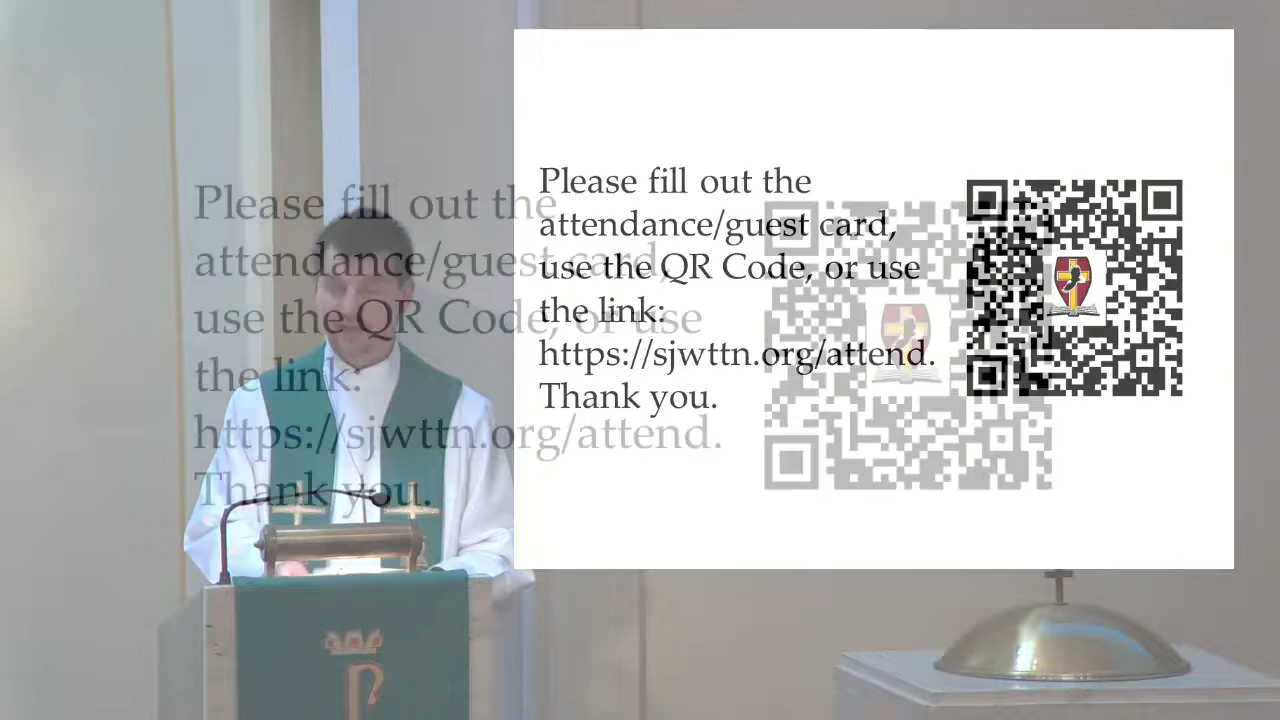 Please fill out the
attendance/guest card,
use the QR Code, or use
the link:
https://sjwttn.org/attend.
Thank you.
Please fill out the
attendance/guest card,
use the QR Code, or use
the link:
https://sjwttn.org/attend.
Thank you.